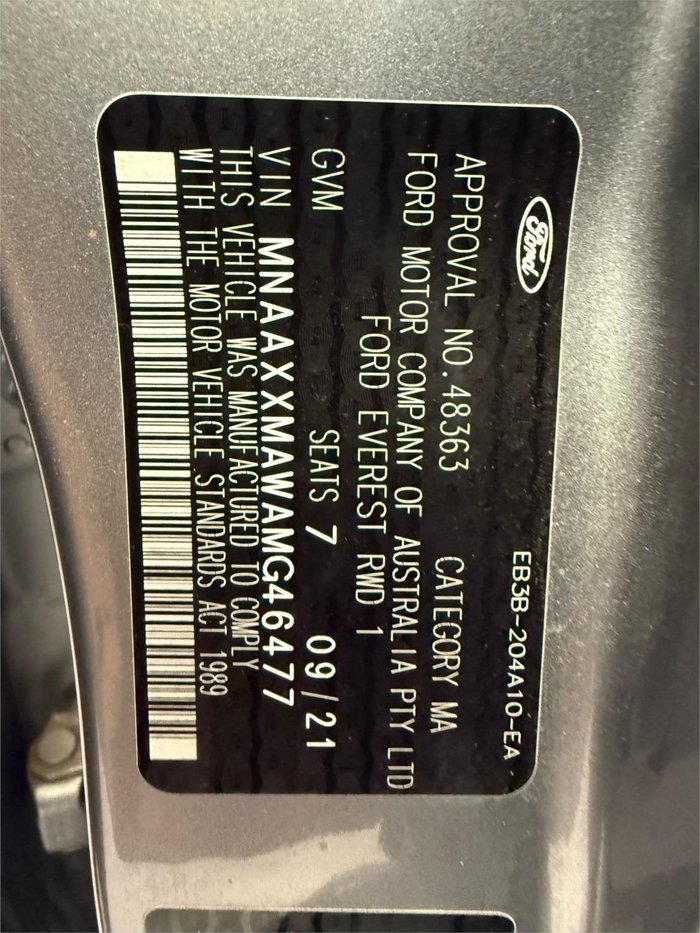 Ford
EB3B-204A10-EA
APPROVAL NO. 48363 CATEGORY MA
FORD MOTOR COMPANY OF AUSTRALIA PTY LTD
FORD EVEREST RWD 1
GVM SEATS 7 09/21
VIN MNAAXXMAWAMG46477
THIS VEHICLE WAS MANUFACTURED TO COMPLY
WITH THE MOTOR VEHICLE STANDARDS ACT 1989